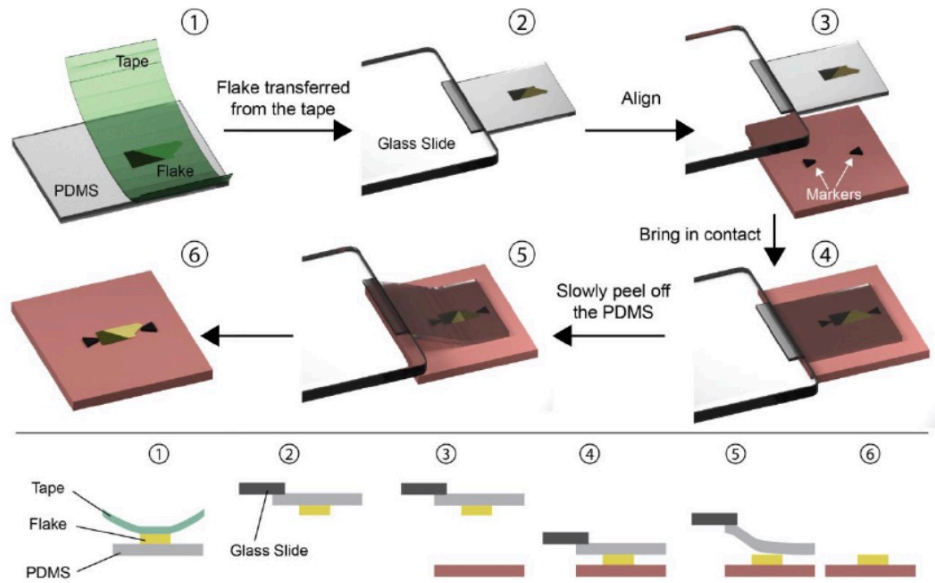 ①
Tape
Flake
PDMS
Flake transferred
from the tape
②
Glass Slide
Align
③
Markers
Bring in contact
④
Slowly peel off
the PDMS
⑤
⑥
①
②
③
④
⑤
⑥
Tape
Flake
PDMS
Glass Slide